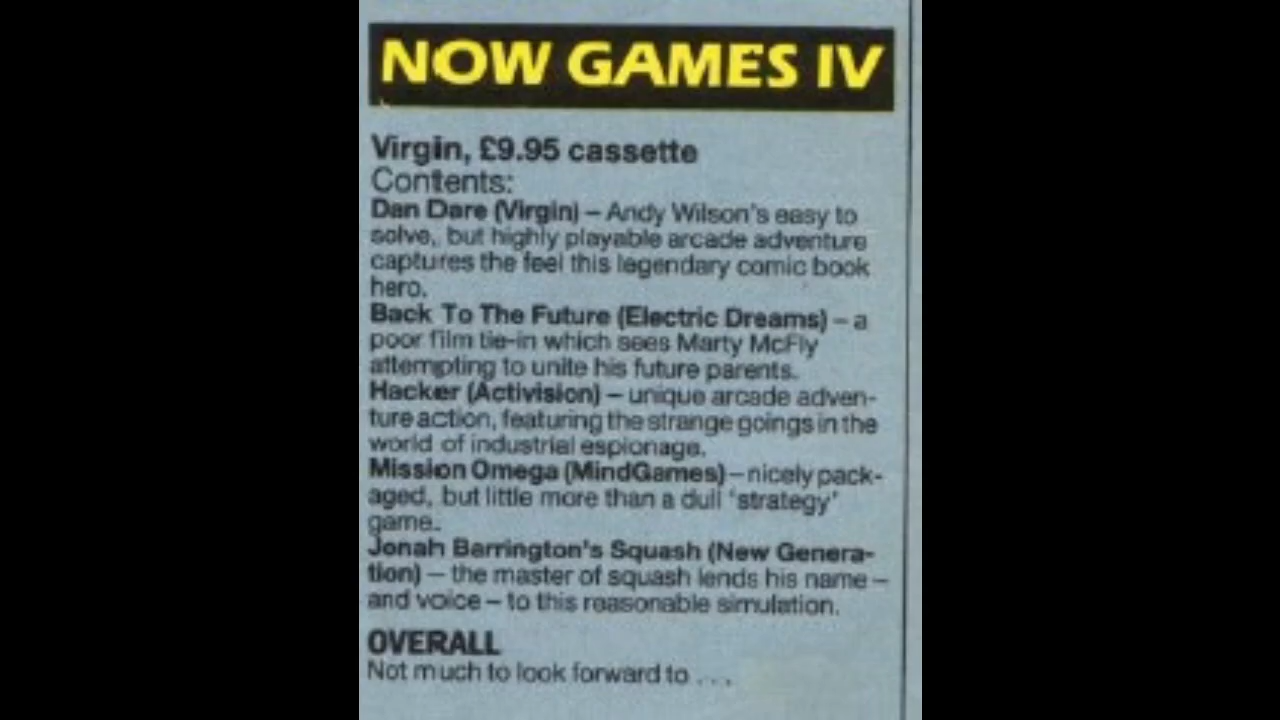 NOW GAMES IV
Virgin, £9.95 cassette
Contents:
Dan Dare (Virgin) – Andy Wilson's easy to
solve, but highly playable arcade adventure
captures the feel this legendary comic book
hero.
Back To The Future (Electric Dreams) – a
poor film tie-in which sees Marty McFly
attempting to unite his future parents.
Hacker (Activision) – unique arcade adven-
ture action, featuring the strange goings in the
world of industrial espionage.
Mission Omega (MindGames) – nicely pack-
aged, but little more than a dull 'strategy'
game.
Jonah Barrington's Squash (New Genera-
tion) – the master of squash lends his name –
and voice – to this reasonable simulation.
OVERALL
Not much to look forward to . . .